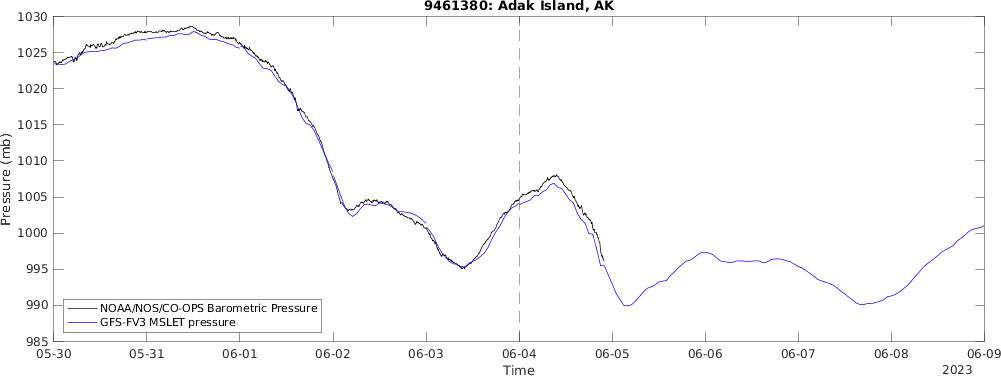 9461380: Adak Island, AK
1030
1025
1020
1015
1010
1005
1000
995
990
985
Pressure (mb)
NOAA/NOS/CO-OPS Barometric Pressure
GFS-FV3 MSLET pressure
05-30 05-31 06-01 06-02 06-03 06-04 06-05 06-06 06-07 06-08 06-09
Time
2023